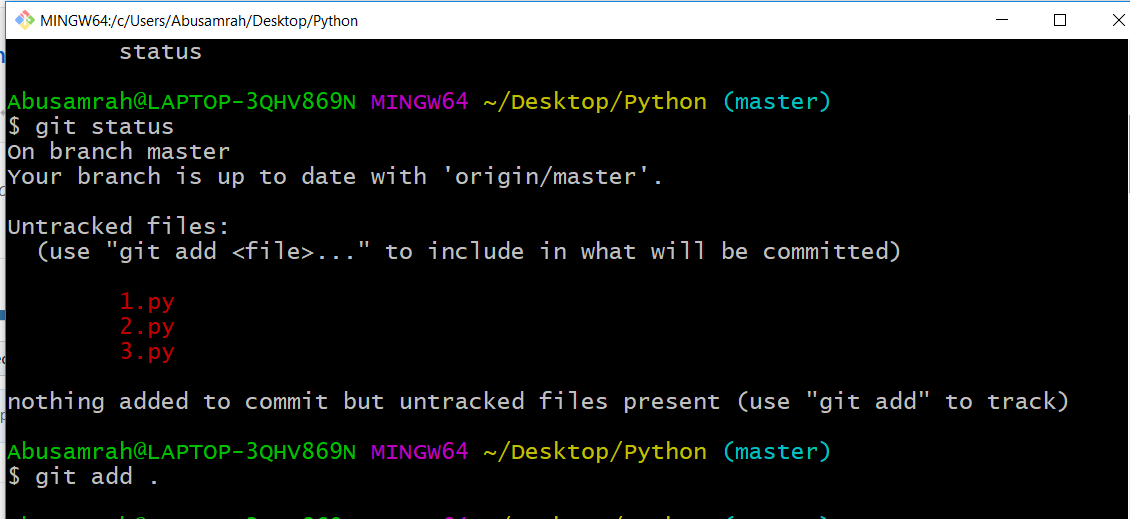 MINGW64:/c/Users/Abusamrah/Desktop/Python
status
Abusamrah@LAPTOP-3QHV869N MINGW64 ~/Desktop/Python (master)
$ git status
On branch master
Your branch is up to date with 'origin/master'.
Untracked files:
(use "git add <file>..." to include in what will be committed)
1.py
2.py
3.py
nothing added to commit but untracked files present (use "git add" to track)
Abusamrah@LAPTOP-3QHV869N MINGW64 ~/Desktop/Python (master)
$ git add .